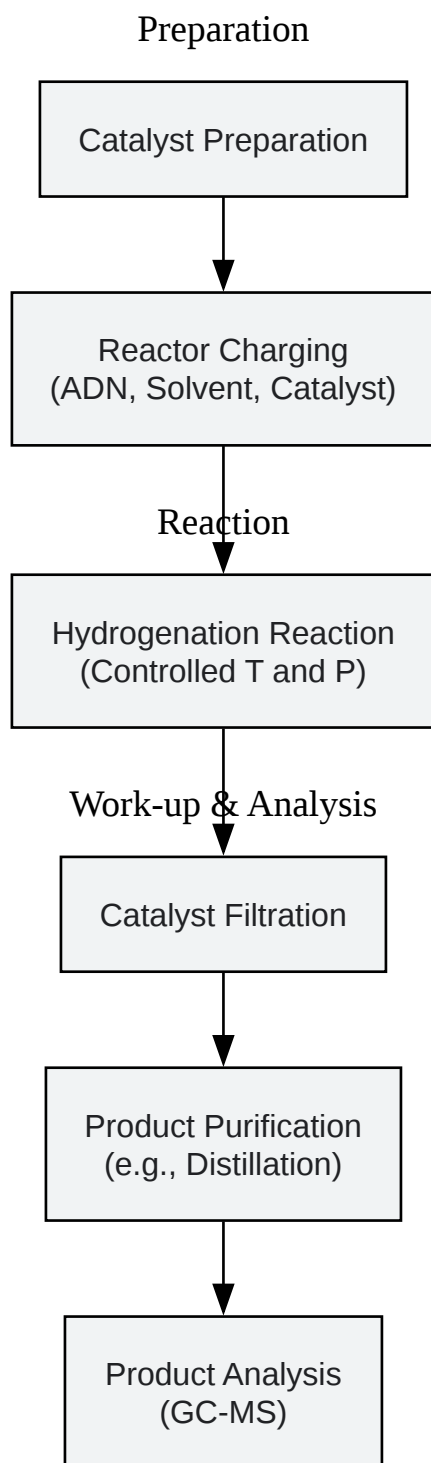 Preparation
Catalyst Preparation
Reactor Charging
(ADN, Solvent, Catalyst)
Reaction
Hydrogenation Reaction
(Controlled T and P)
Work-up & Analysis
Catalyst Filtration
Product Purification
(e.g., Distillation)
Product Analysis
(GC-MS)